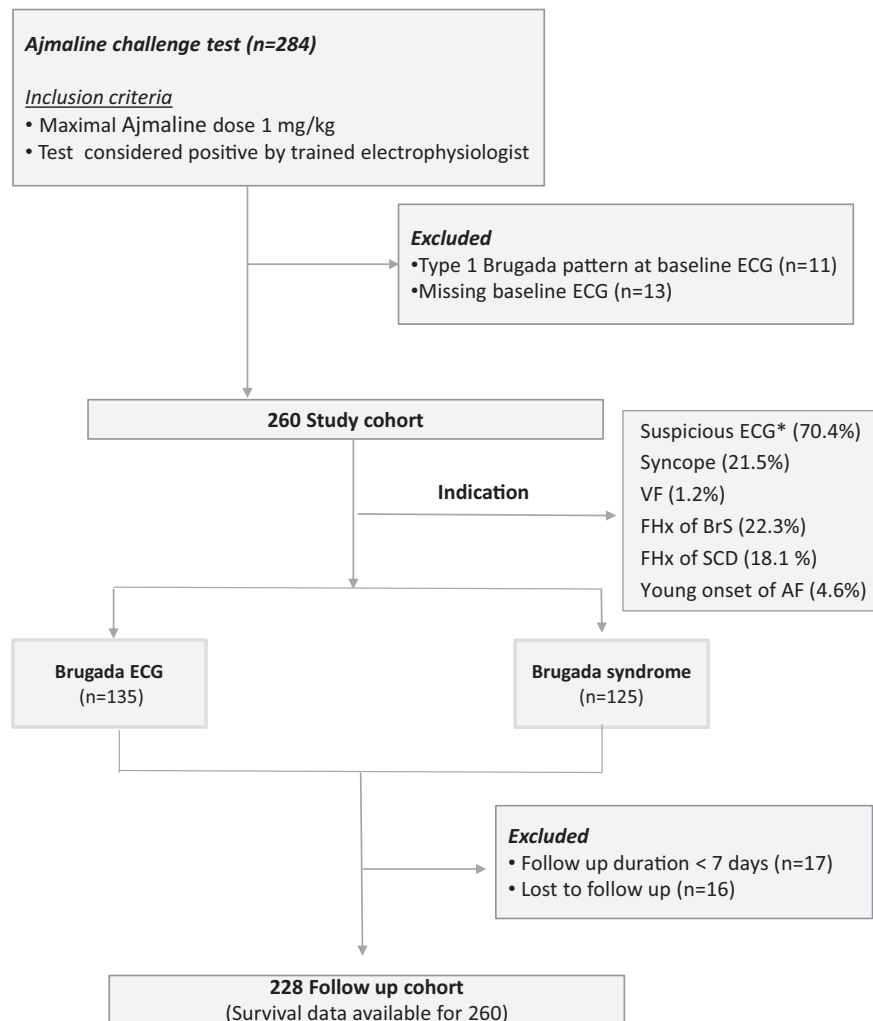 Ajmaline challenge test (n=284)
Inclusion criteria
• Maximal Ajmaline dose 1 mg/kg
• Test considered positive by trained electrophysiologist
Excluded
•Type 1 Brugada pattern at baseline ECG (n=11)
•Missing baseline ECG (n=13)
260 Study cohort
Indication
Suspicious ECG* (70.4%)
Syncope (21.5%)
VF (1.2%)
FHx of BrS (22.3%)
FHx of SCD (18.1 %)
Young onset of AF (4.6%)
Brugada ECG
(n=135)
Brugada syndrome
(n=125)
Excluded
• Follow up duration < 7 days (n=17)
• Lost to follow up (n=16)
228 Follow up cohort
(Survival data available for 260)